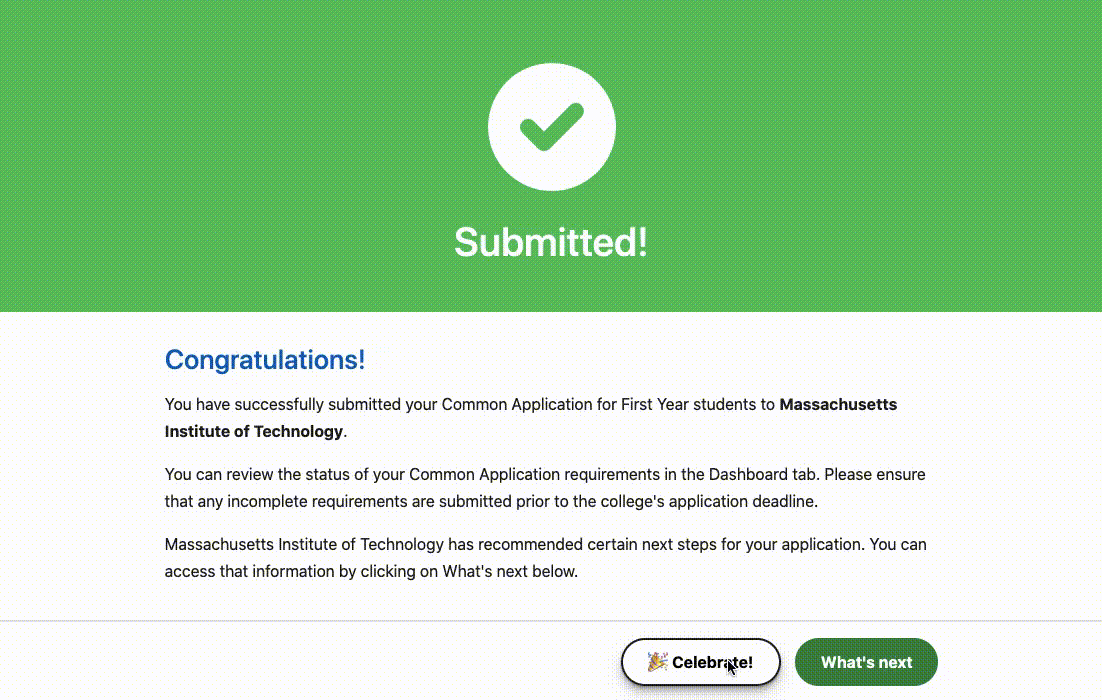 Submitted!
Congratulations!
You have successfully submitted your Common Application for First Year students to Massachusetts
Institute of Technology.
You can review the status of your Common Application requirements in the Dashboard tab. Please ensure
that any incomplete requirements are submitted prior to the college's application deadline.
Massachusetts Institute of Technology has recommended certain next steps for your application. You can
access that information by clicking on What's next below.
🎉 Celebrate!
What's next